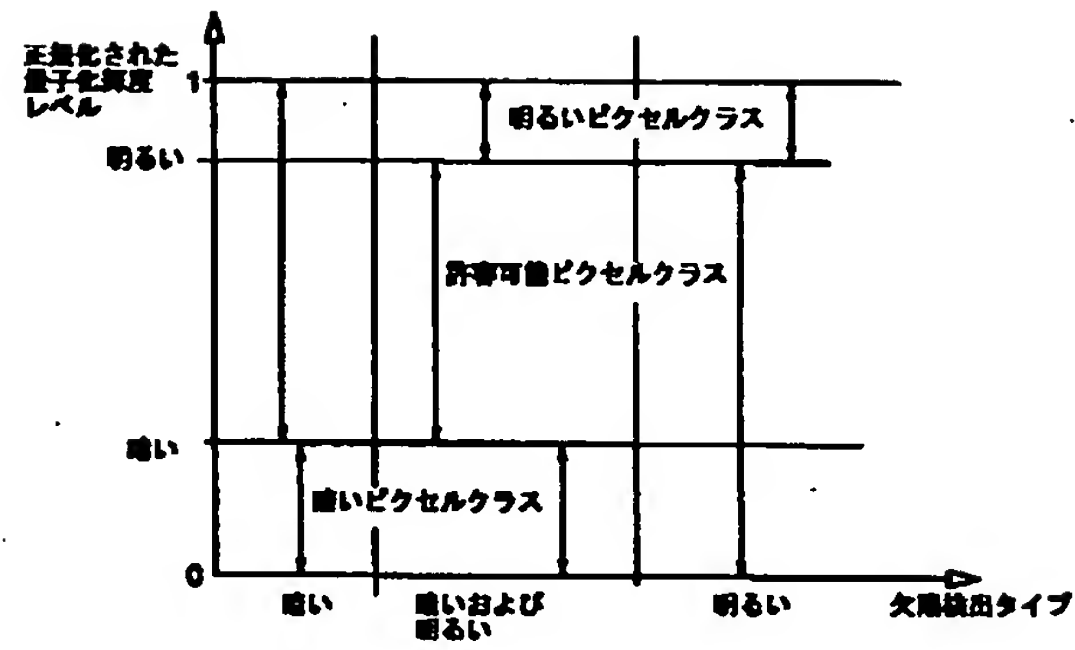 正規化された
量子化輝度
レベル
1
明るいピクセルクラス
明るい
許容可能ピクセルクラス
暗い
暗いピクセルクラス
0
暗い
暗いおよび
明るい
明るい
欠陥検出タイプ